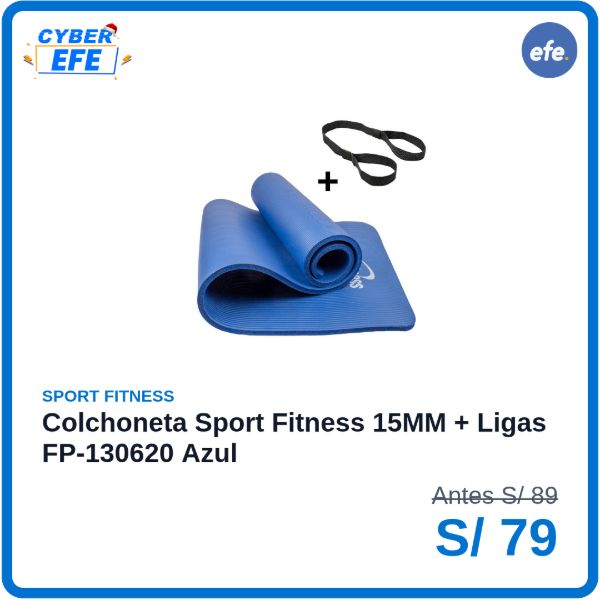 CYBER
EFE
efe.
+
SPORT FITNESS
Colchoneta Sport Fitness 15MM + Ligas
FP-130620 Azul
Antes S/ 89
S/ 79